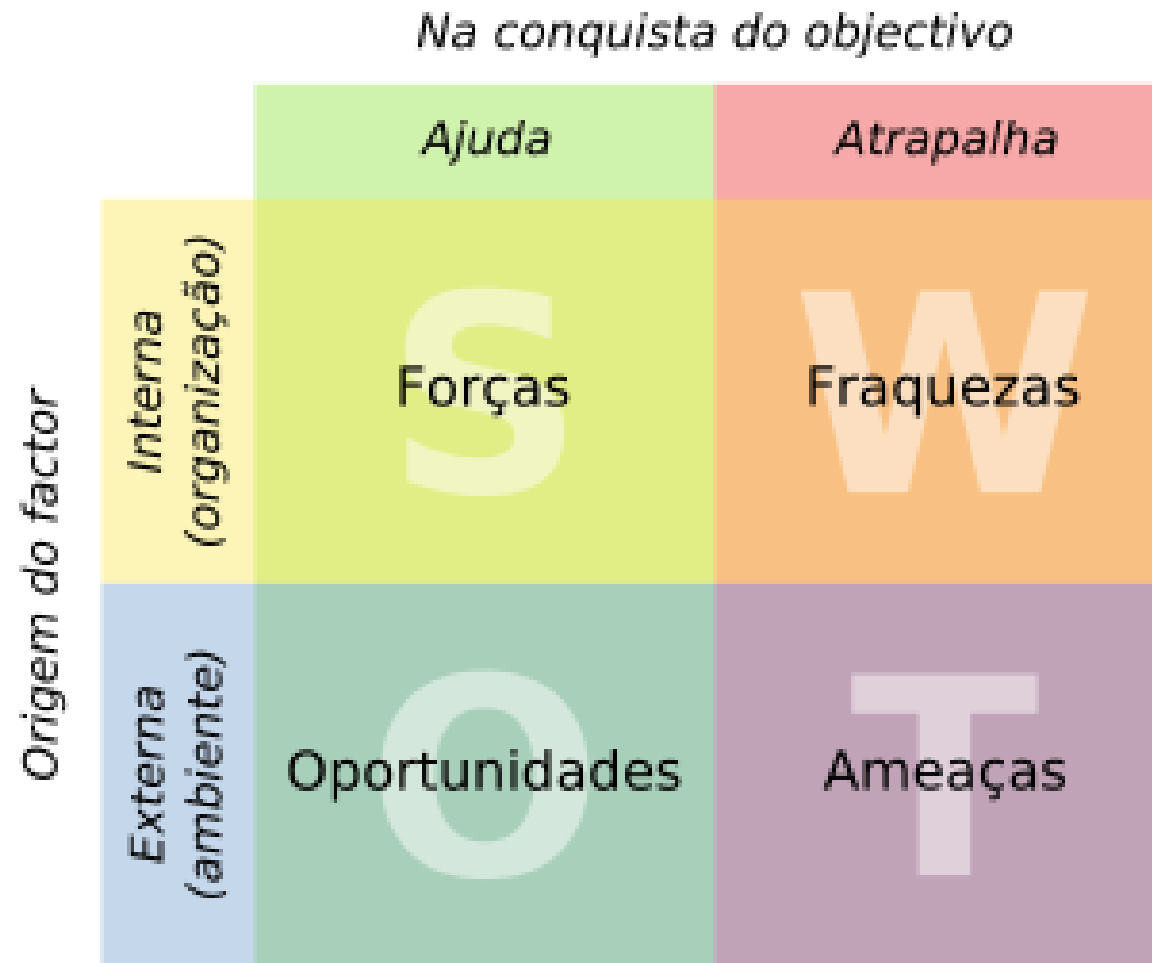 Na conquista do objectivo
Ajuda
Atrapalha
Origem do factor
Interna
(organização)
S
Forças
W
Fraquezas
Externa
(ambiente)
O
Oportunidades
T
Ameaças